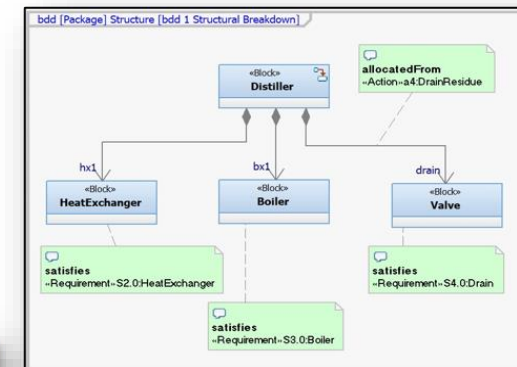 bdd [Package] Structure [bdd 1 Structural Breakdown]
«Block»
Distiller
allocatedFrom
«Action»a4:DrainResidue
hx1
bx1
drain
«Block»
HeatExchanger
«Block»
Boiler
«Block»
Valve
satisfies
«Requirement»S2.0:HeatExchanger
satisfies
«Requirement»S4.0:Drain
satisfies
«Requirement»S3.0:Boiler